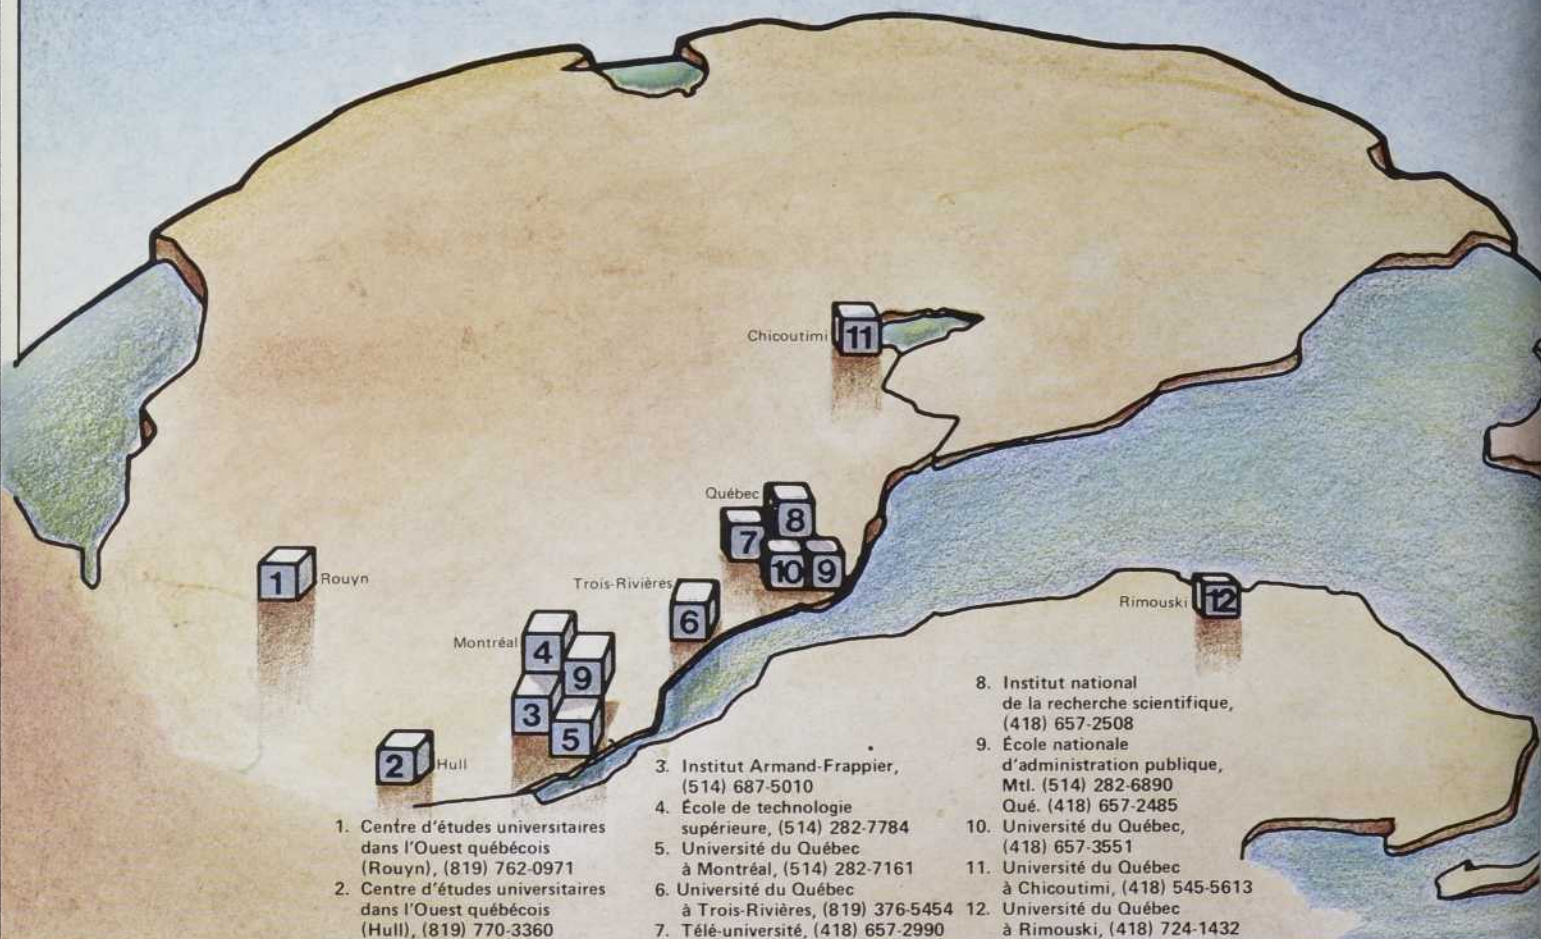 Chicoutimi
11
Québec
8
7
10
9
1
Rouyn
Trois-Rivières
6
Rimouski
12
Montréal
4
9
3
5
2
Hull
1. Centre d'études universitaires
dans l'Ouest québécois
(Rouyn), (819) 762-0971
2. Centre d'études universitaires
dans l'Ouest québécois
(Hull), (819) 770-3360
3. Institut Armand-Frappier,
(514) 687-5010
4. École de technologie
supérieure, (514) 282-7784
5. Université du Québec
à Montréal, (514) 282-7161
6. Université du Québec
à Trois-Rivières, (819) 376-5454
7. Télé-université, (418) 657-2990
8. Institut national
de la recherche scientifique,
(418) 657-2508
9. École nationale
d'administration publique,
Mtl. (514) 282-6890
Qué. (418) 657-2485
10. Université du Québec,
(418) 657-3551
11. Université du Québec
à Chicoutimi, (418) 545-5613
12. Université du Québec
à Rimouski, (418) 724-1432